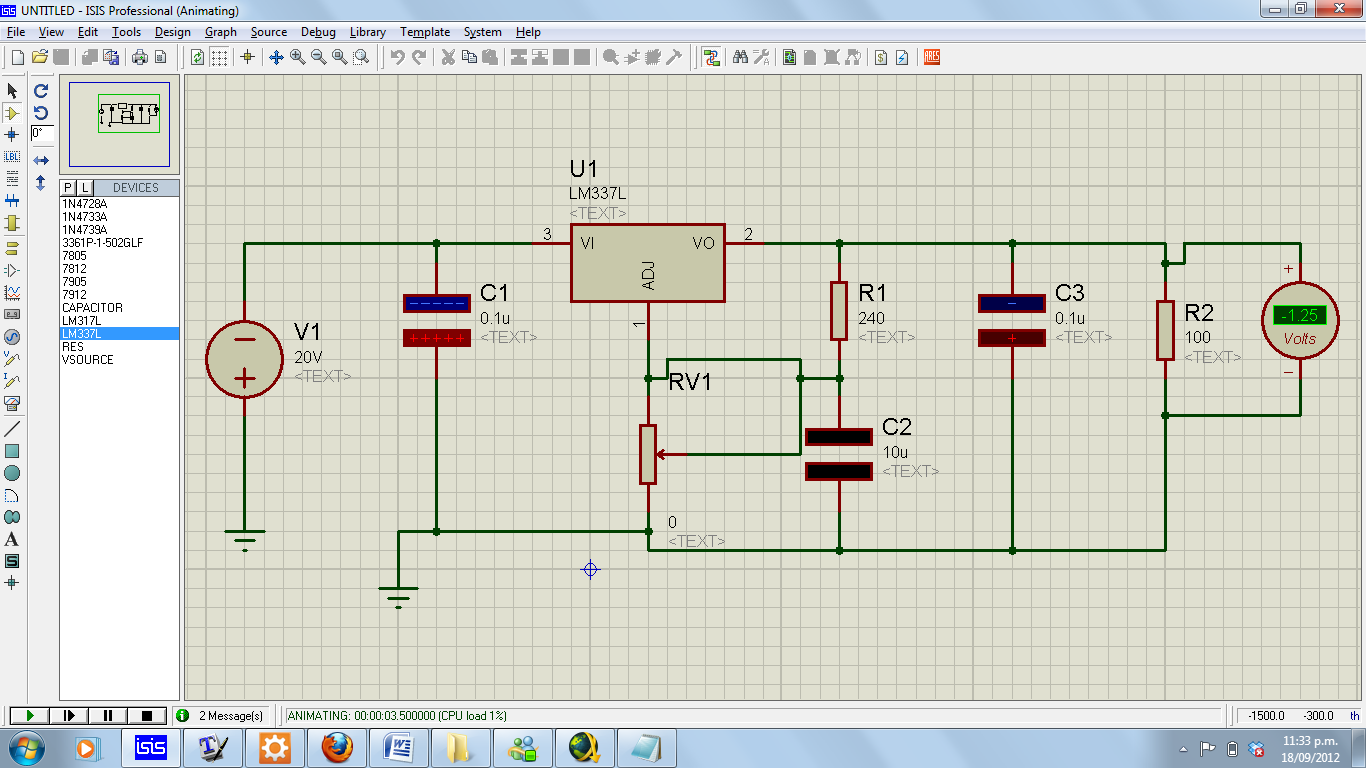 UNTITLED - ISIS Professional (Animating)
File View Edit Tools Design Graph Source Debug Library Template System Help
ARES
LBL
0°
P L DEVICES
1N4728A
1N4733A
1N4739A
3361P-1-502GLF
7805
7812
7905
7912
CAPACITOR
LM317L
LM337L
RES
VSOURCE
A
S
U1
LM337L
<TEXT>
3 VI VO 2
ADJ
1
V1
20V
<TEXT>
C1
0.1u
<TEXT>
RV1
0
<TEXT>
R1
240
<TEXT>
C2
10u
<TEXT>
C3
0.1u
<TEXT>
R2
100
<TEXT>
+
-1.25
Volts
−
2 Message(s) ANIMATING: 00:00:03.500000 (CPU load 1%) -1500.0 -300.0 th
isis
11:33 p.m.
18/09/2012